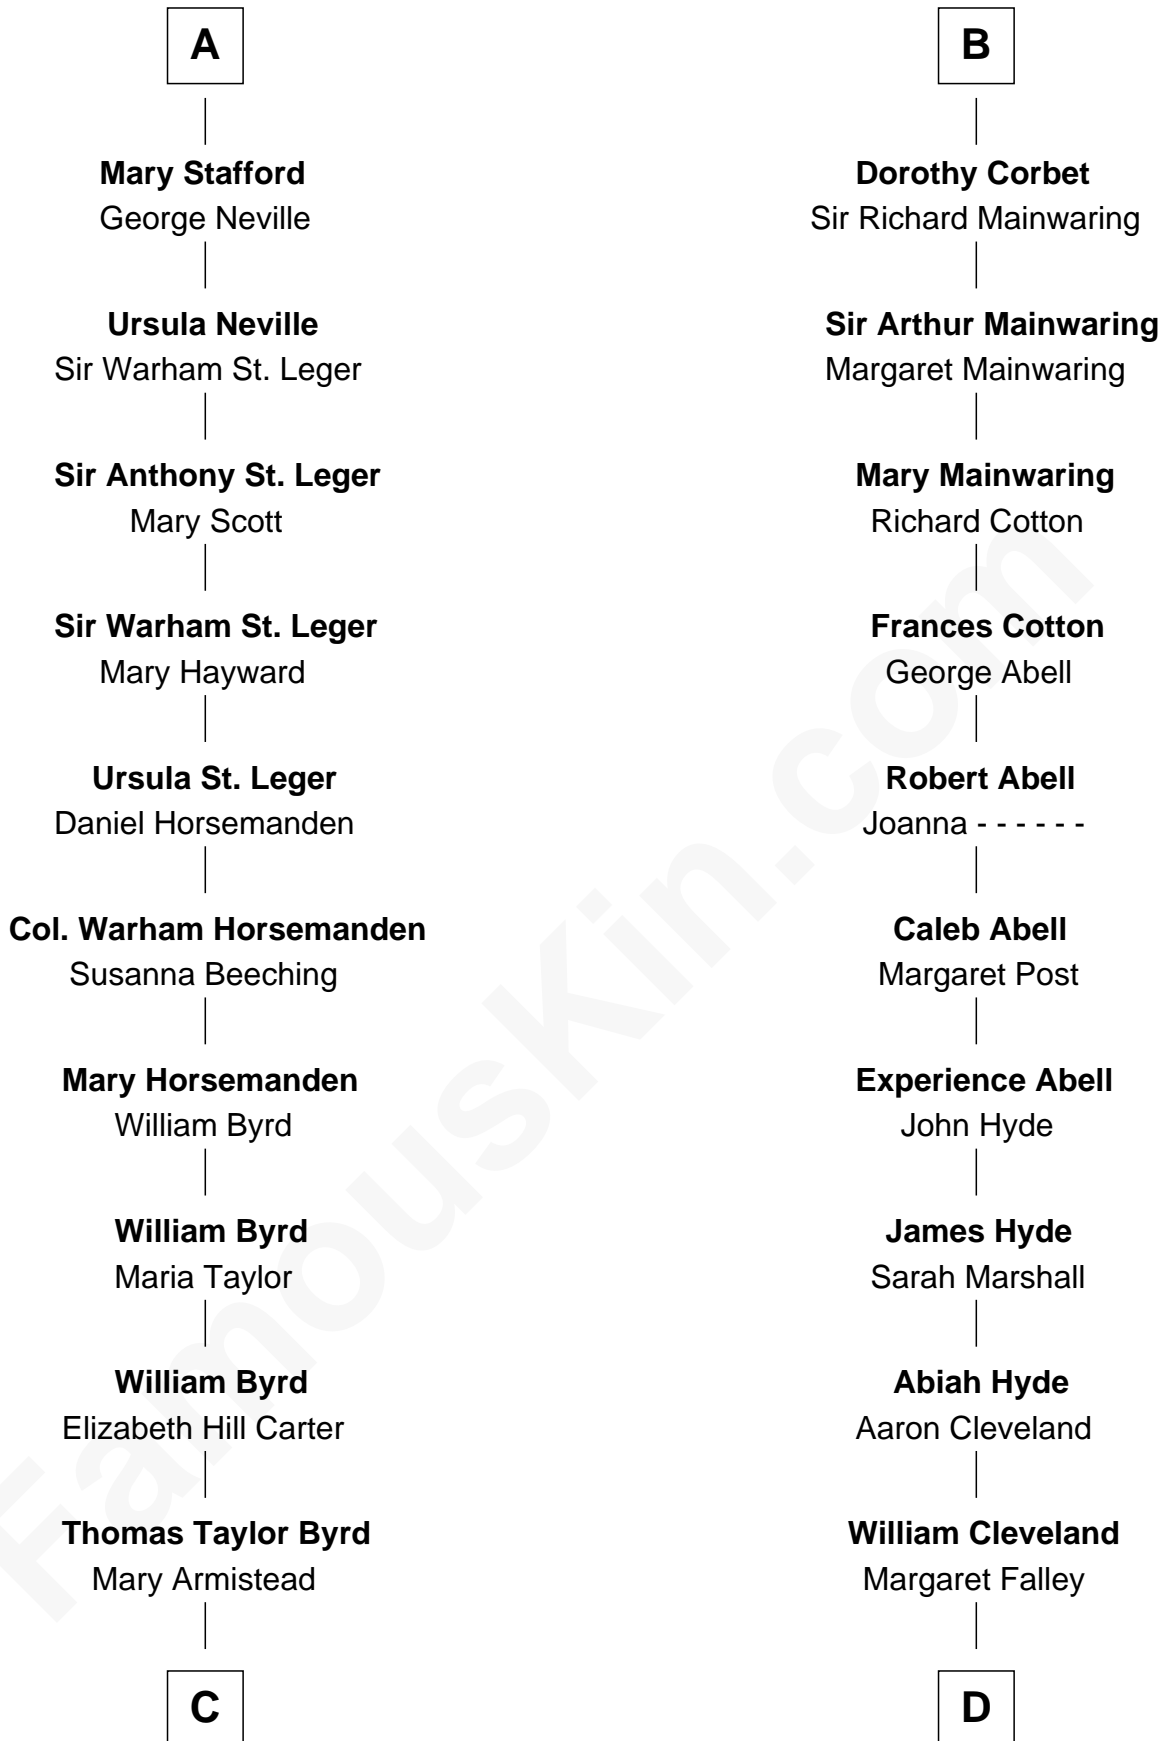 A
Mary Stafford
George Neville
Ursula Neville
Sir Warham St. Leger
Sir Anthony St. Leger
Mary Scott
Sir Warham St. Leger
Mary Hayward
Ursula St. Leger
Daniel Horsemanden
Col. Warham Horsemanden
Susanna Beeching
Mary Horsemanden
William Byrd
William Byrd
Maria Taylor
William Byrd
Elizabeth Hill Carter
Thomas Taylor Byrd
Mary Armistead
C
B
Dorothy Corbet
Sir Richard Mainwaring
Sir Arthur Mainwaring
Margaret Mainwaring
Mary Mainwaring
Richard Cotton
Frances Cotton
George Abell
Robert Abell
Joanna - - - - - -
Caleb Abell
Margaret Post
Experience Abell
John Hyde
James Hyde
Sarah Marshall
Abiah Hyde
Aaron Cleveland
William Cleveland
Margaret Falley
D
FamousKin.com